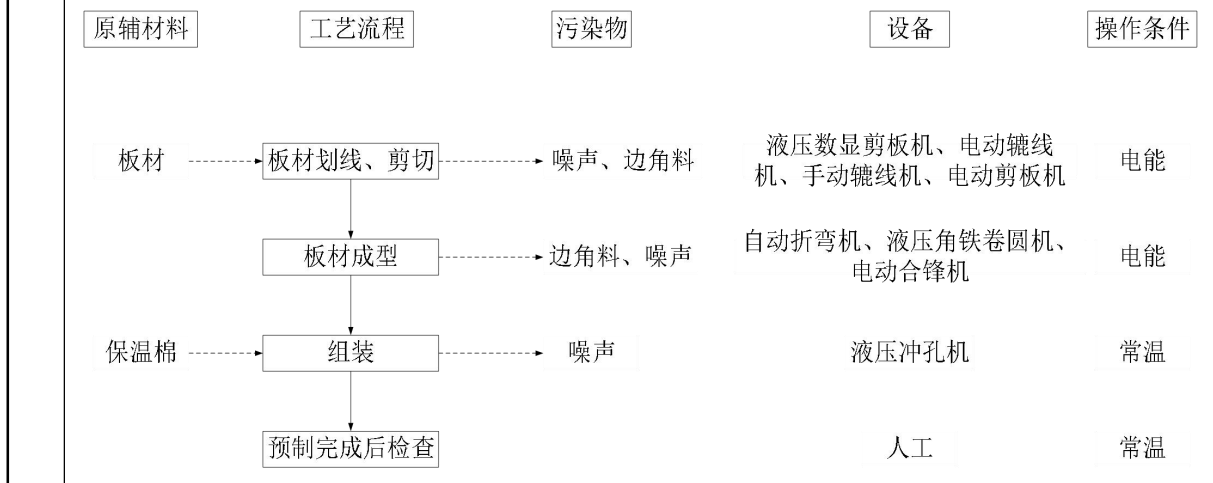 原辅材料 工艺流程 污染物 设备 操作条件
板材 板材划线、剪切 噪声、边角料 液压数显剪板机、电动辘线
机、手动辘线机、电动剪板机 电能
板材成型 边角料、噪声 自动折弯机、液压角铁卷圆机、
电动合锋机 电能
保温棉 组装 噪声 液压冲孔机 常温
预制完成后检查 人工 常温